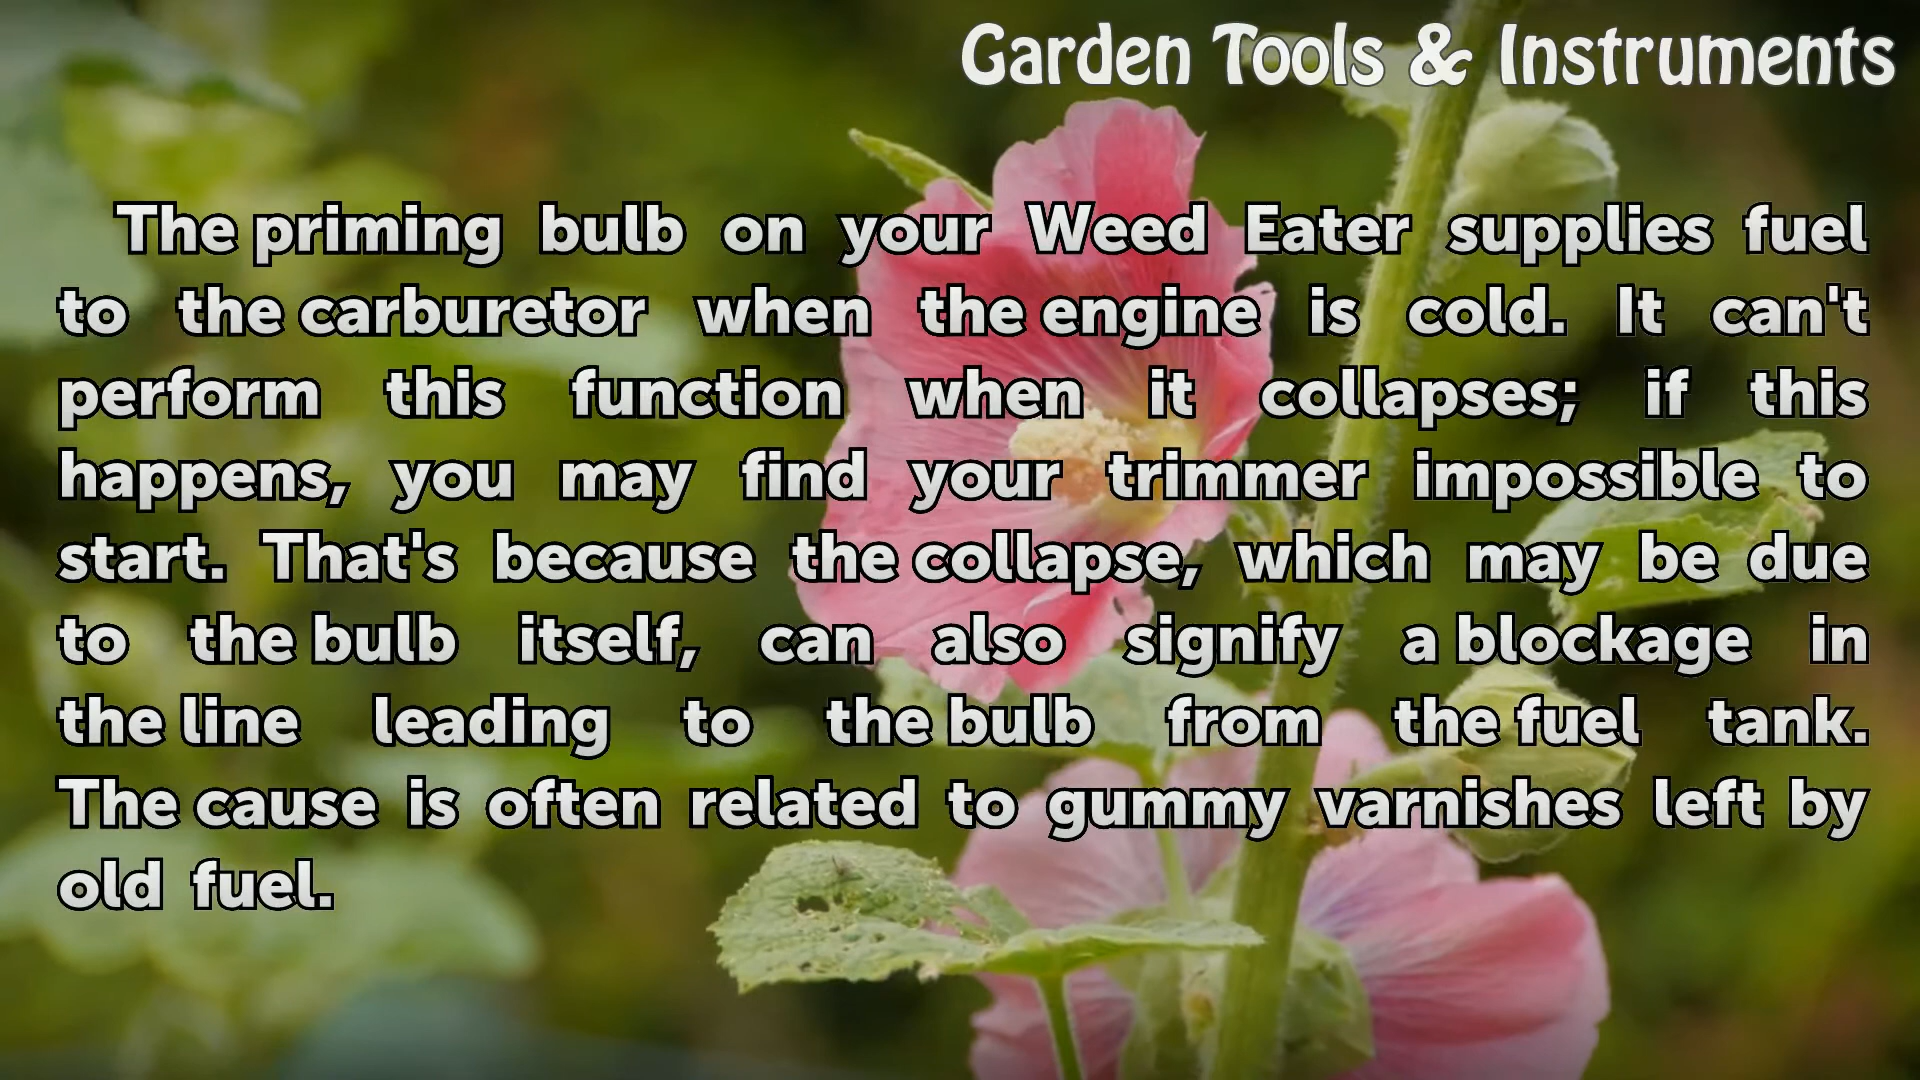 Garden Tools & Instruments
The priming bulb on your Weed Eater supplies fuel
to the carburetor when the engine is cold. It can't
perform this function when it collapses; if this
happens, you may find your trimmer impossible to
start. That's because the collapse, which may be due
to the bulb itself, can also signify a blockage in
the line leading to the bulb from the fuel tank.
The cause is often related to gummy varnishes left by
old fuel.